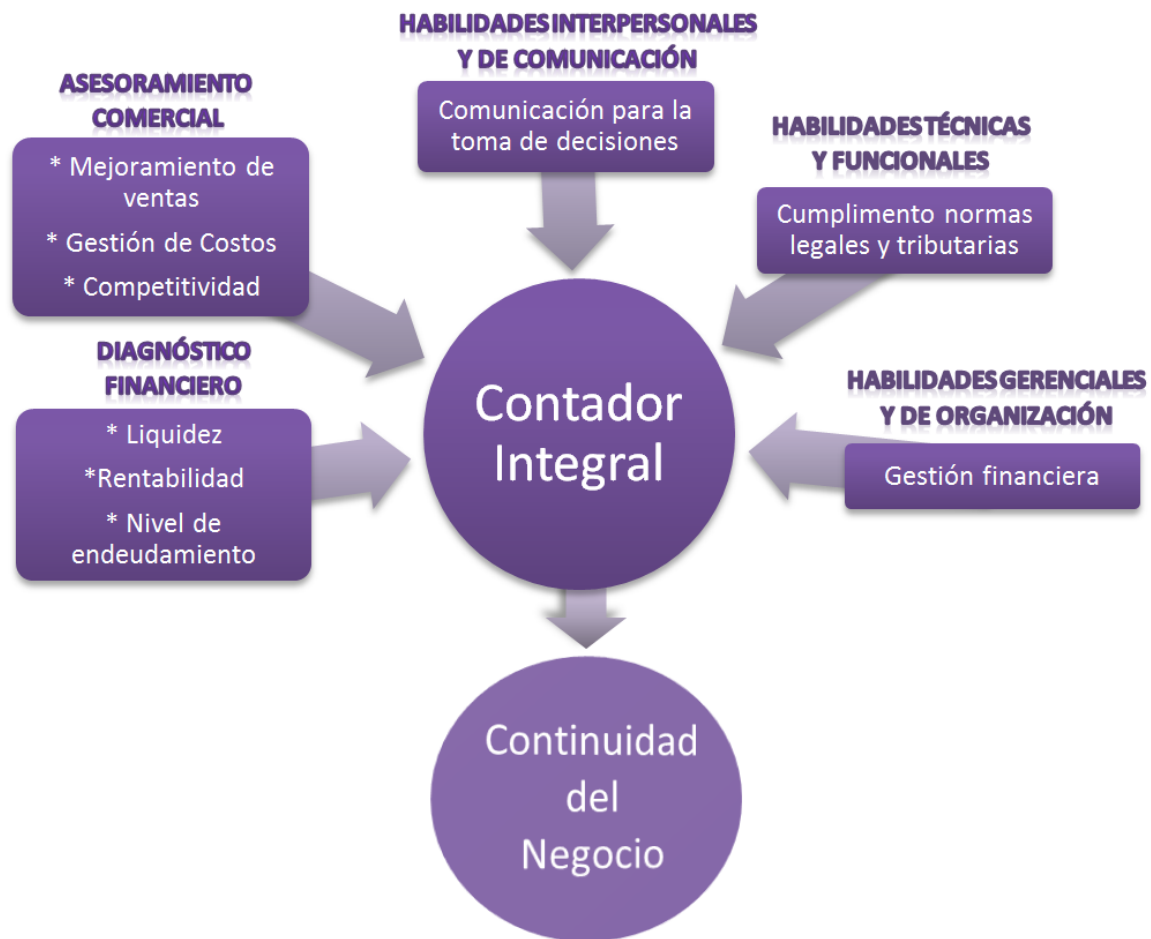 HABILIDADES INTERPERSONALES
Y DE COMUNICACIÓN
Comunicación para la
toma de decisiones
ASESORAMIENTO
COMERCIAL
* Mejoramiento de
ventas
* Gestión de Costos
* Competitividad
HABILIDADES TÉCNICAS
Y FUNCIONALES
Cumplimento normas
legales y tributarias
DIAGNÓSTICO
FINANCIERO
* Liquidez
*Rentabilidad
* Nivel de
endeudamiento
HABILIDADES GERENCIALES
Y DE ORGANIZACIÓN
Gestión financiera
Contador
Integral
Continuidad
del
Negocio